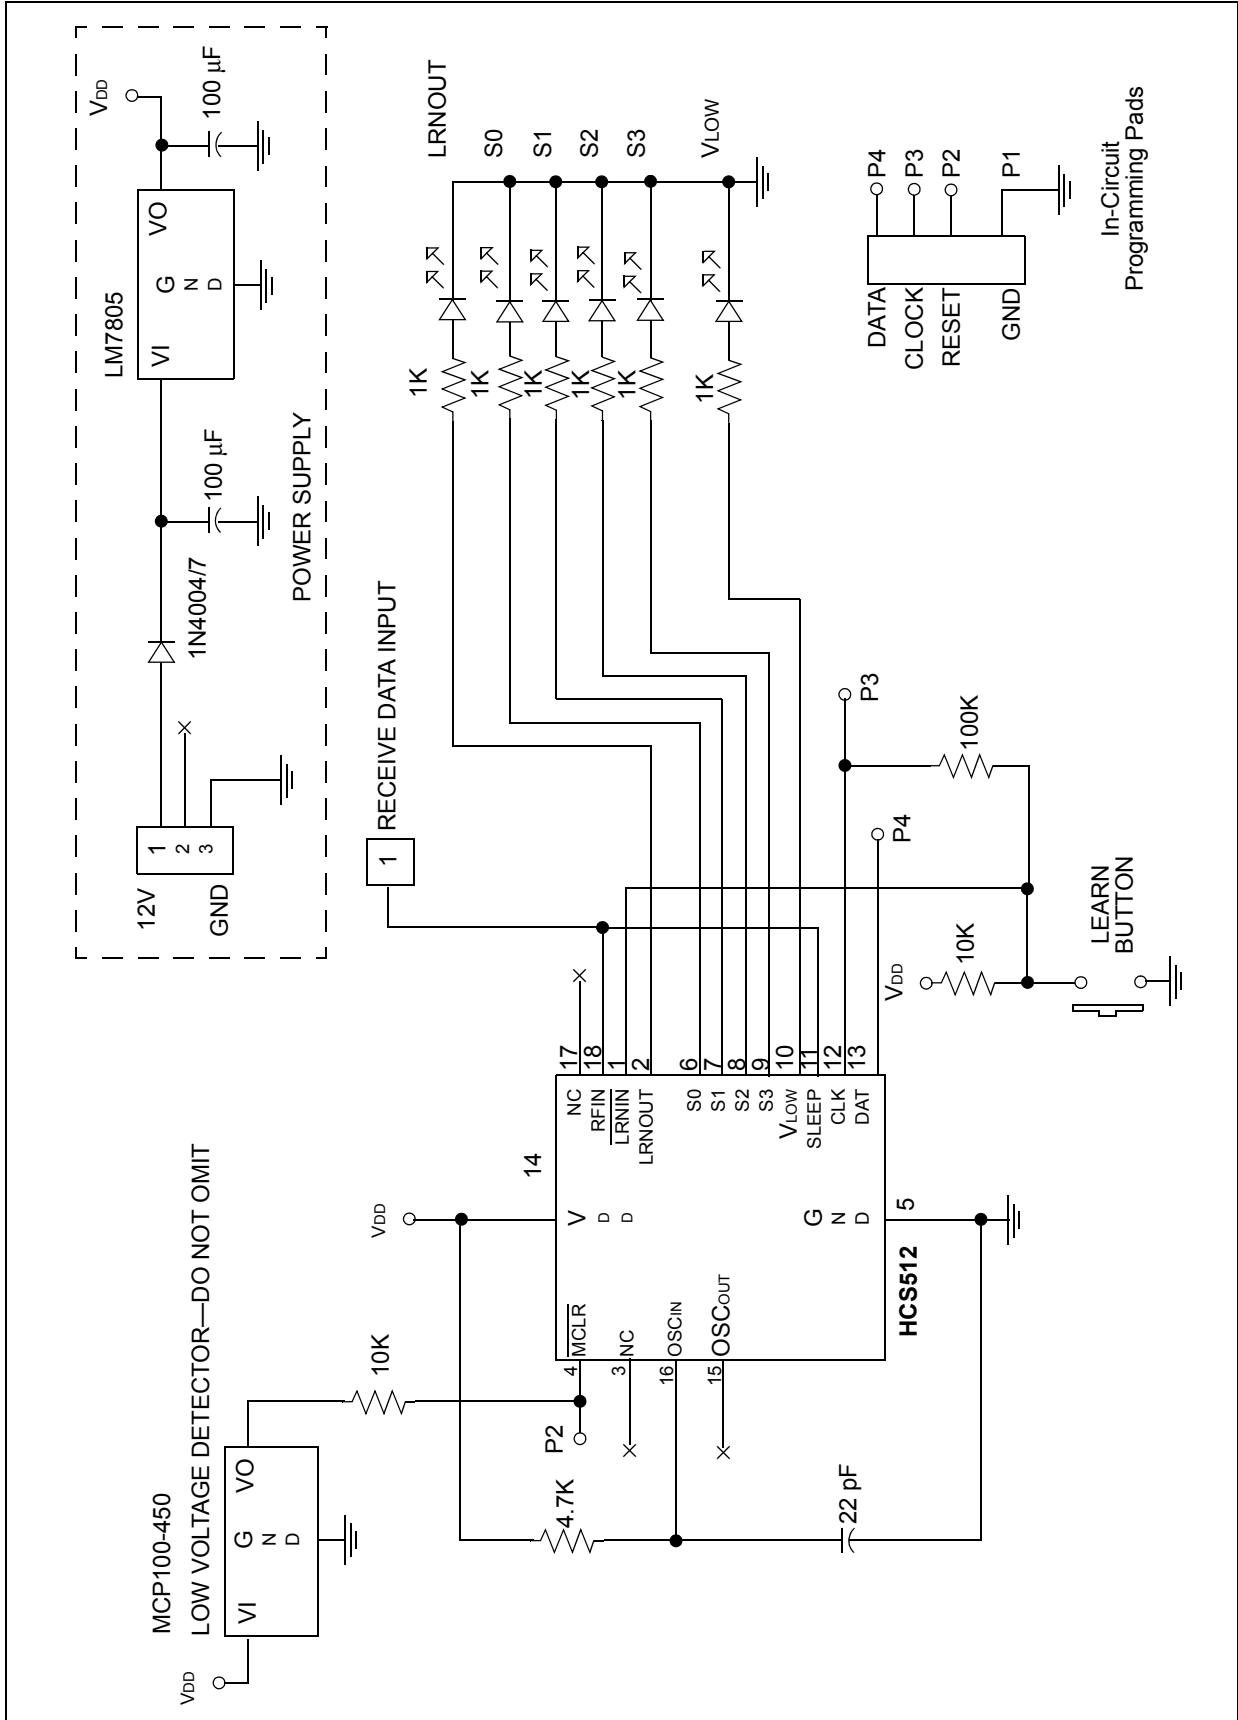 VDD
MCP100-450
LOW VOLTAGE DETECTOR—DO NOT OMIT
VI
GND
VO
10K
P2
4.7K
22 pF
VDD
4
MCLR
3
NC
16
OSCIN
15
OSCOUT
VDD
14
GND
5
HCS512
NC
17
RFIN
18
LRNIN
1
LRNOUT
2
S0
6
S1
7
S2
8
S3
9
VLOW
10
SLEEP
11
CLK
12
DAT
13
VDD
10K
LEARN
BUTTON
P4
100K
P3
1
RECEIVE DATA INPUT
12V
GND
1
2
3
1N4004/7
100 µF
POWER SUPPLY
LM7805
VI
GND
VO
100 µF
VDD
1K
1K
1K
1K
1K
1K
LRNOUT
S0
S1
S2
S3
VLOW
DATA
CLOCK
RESET
GND
P4
P3
P2
P1
In-Circuit
Programming Pads